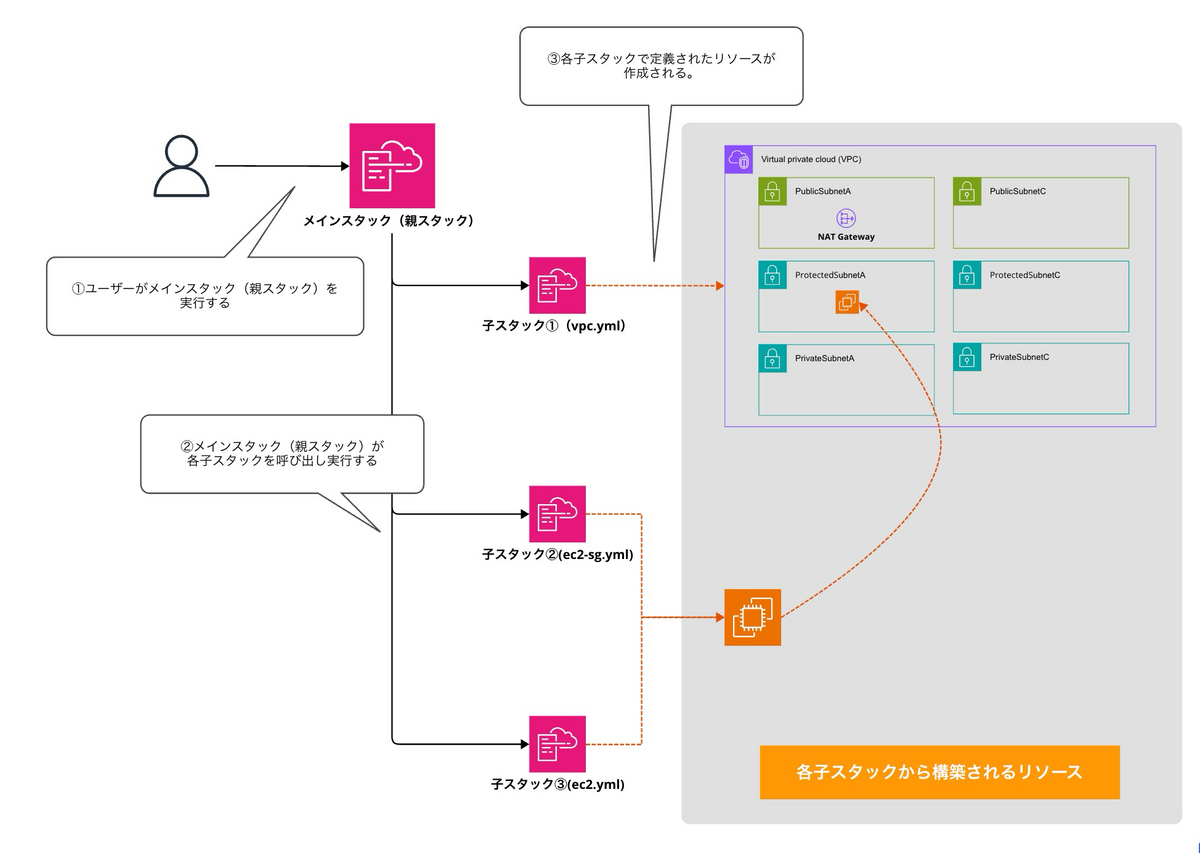 ③各子スタックで定義されたリソースが
作成される。
メインスタック（親スタック）
①ユーザーがメインスタック（親スタック）を
実行する
子スタック①（vpc.yml）
②メインスタック（親スタック）が
各子スタックを呼び出し実行する
子スタック②(ec2-sg.yml)
子スタック③(ec2.yml)
Virtual private cloud (VPC)
PublicSubnetA
PublicSubnetC
NAT Gateway
ProtectedSubnetA
ProtectedSubnetC
PrivateSubnetA
PrivateSubnetC
各子スタックから構築されるリソース